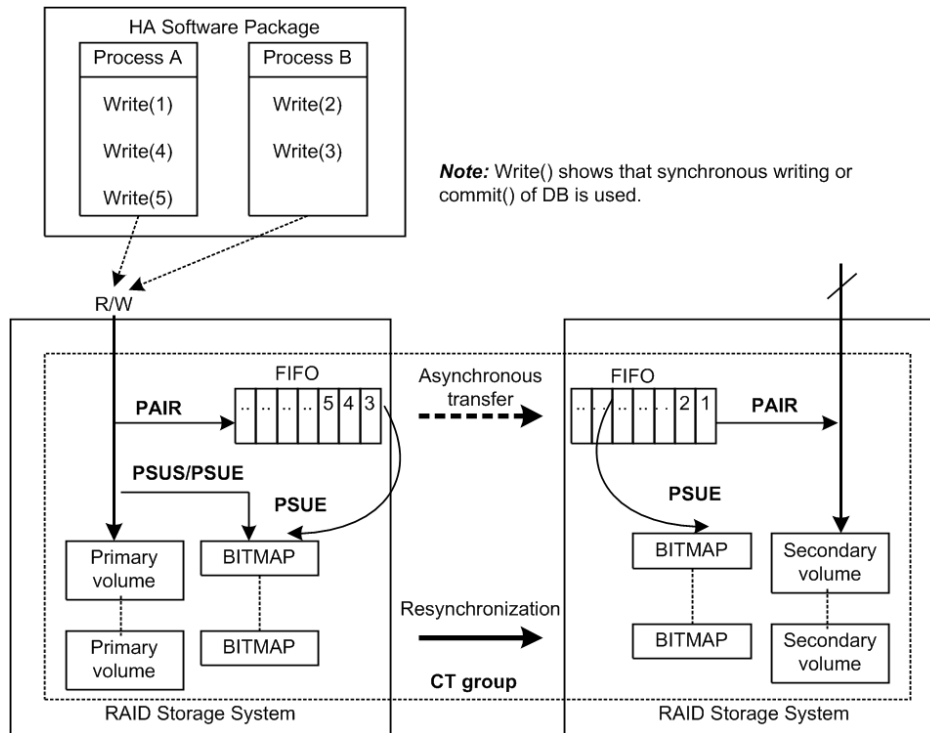 HA Software Package
Process A
Write(1)
Write(4)
Write(5)
Process B
Write(2)
Write(3)
Note: Write() shows that synchronous writing or
commit() of DB is used.
R/W
FIFO
.. .. .. .. 5 4 3
PAIR
PSUS/PSUE
PSUE
Primary
volume
BITMAP
Primary
volume
BITMAP
RAID Storage System
Asynchronous
transfer
Resynchronization
CT group
FIFO
.. .. .. .. .. 2 1
PAIR
PSUE
BITMAP
Secondary
volume
BITMAP
Secondary
volume
RAID Storage System